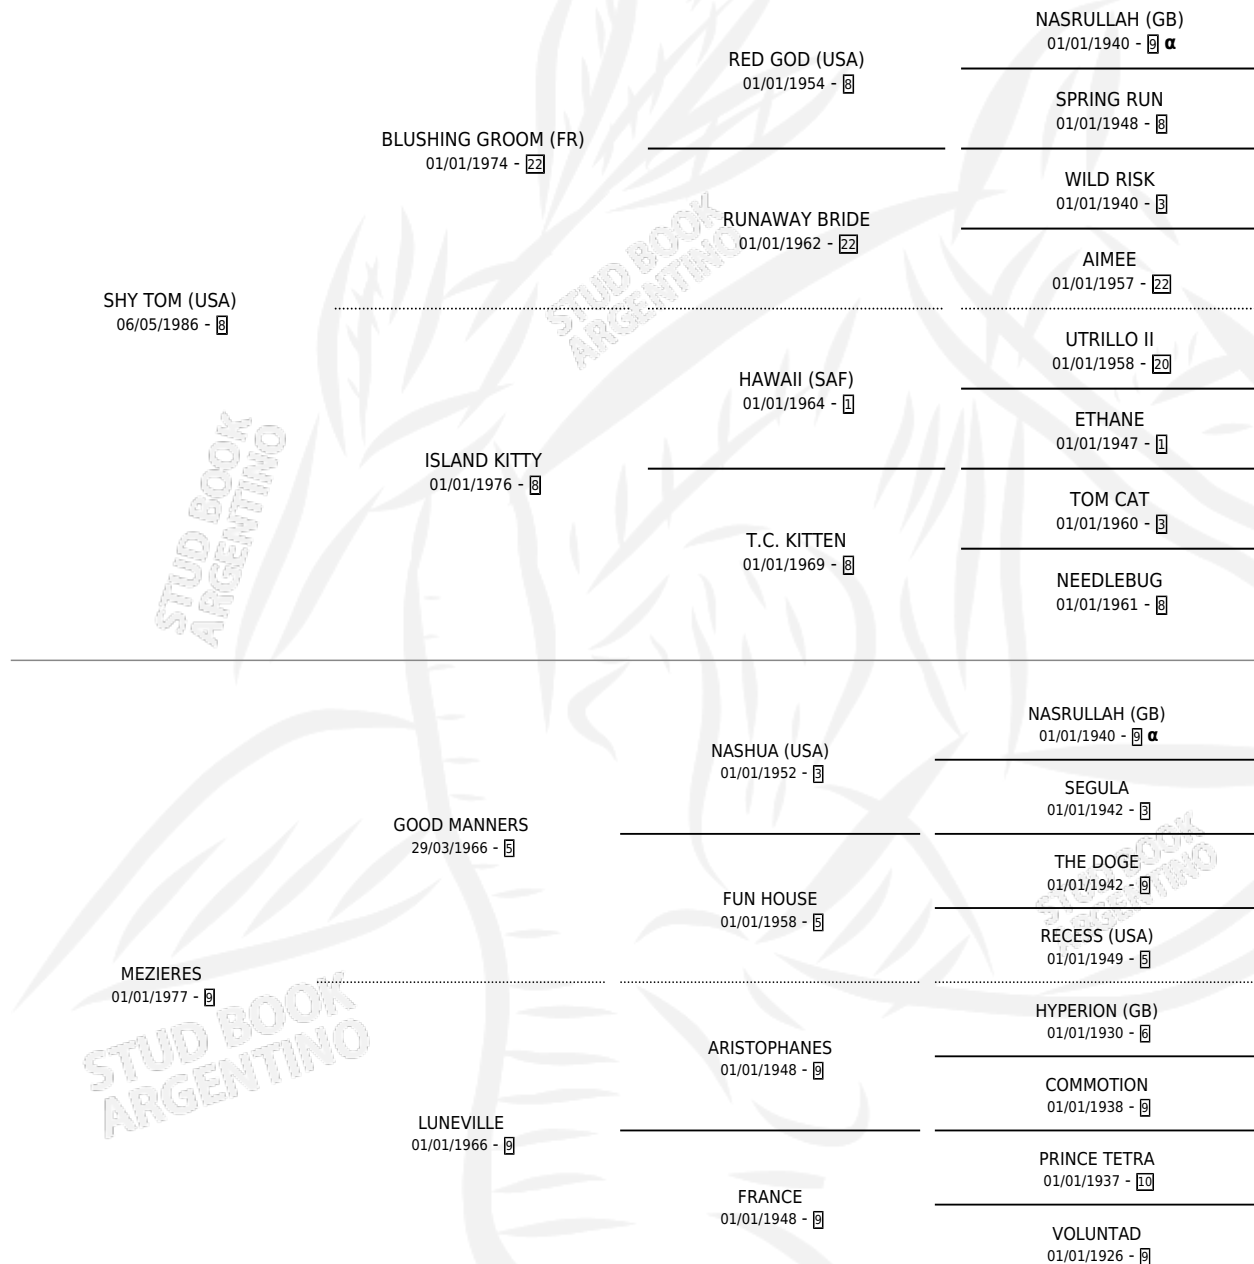 NASRULLAH (GB)
01/01/1940 - 9 α
RED GOD (USA)
01/01/1954 - 8
SPRING RUN
01/01/1948 - 8
BLUSHING GROOM (FR)
01/01/1974 - 22
WILD RISK
01/01/1940 - 3
RUNAWAY BRIDE
01/01/1962 - 22
AIMEE
01/01/1957 - 22
SHY TOM (USA)
06/05/1986 - 8
UTRILLO II
01/01/1958 - 20
HAWAII (SAF)
01/01/1964 - 1
ETHANE
01/01/1947 - 1
ISLAND KITTY
01/01/1976 - 8
TOM CAT
01/01/1960 - 3
T.C. KITTEN
01/01/1969 - 8
NEEDLEBUG
01/01/1961 - 8
NASRULLAH (GB)
01/01/1940 - 9 α
NASHUA (USA)
01/01/1952 - 3
SEGULA
01/01/1942 - 3
GOOD MANNERS
29/03/1966 - 5
THE DOGE
01/01/1942 - 9
FUN HOUSE
01/01/1958 - 5
RECESS (USA)
01/01/1949 - 5
MEZIERES
01/01/1977 - 9
HYPERION (GB)
01/01/1930 - 6
ARISTOPHANES
01/01/1948 - 9
COMMOTION
01/01/1938 - 9
LUNEVILLE
01/01/1966 - 9
PRINCE TETRA
01/01/1937 - 10
FRANCE
01/01/1948 - 9
VOLUNTAD
01/01/1926 - 9
STUD BOOK
ARGENTINO
STUD BOOK
ARGENTINO
STUD BOOK
ARGENTINO
STUD BOOK
ARGENTINO